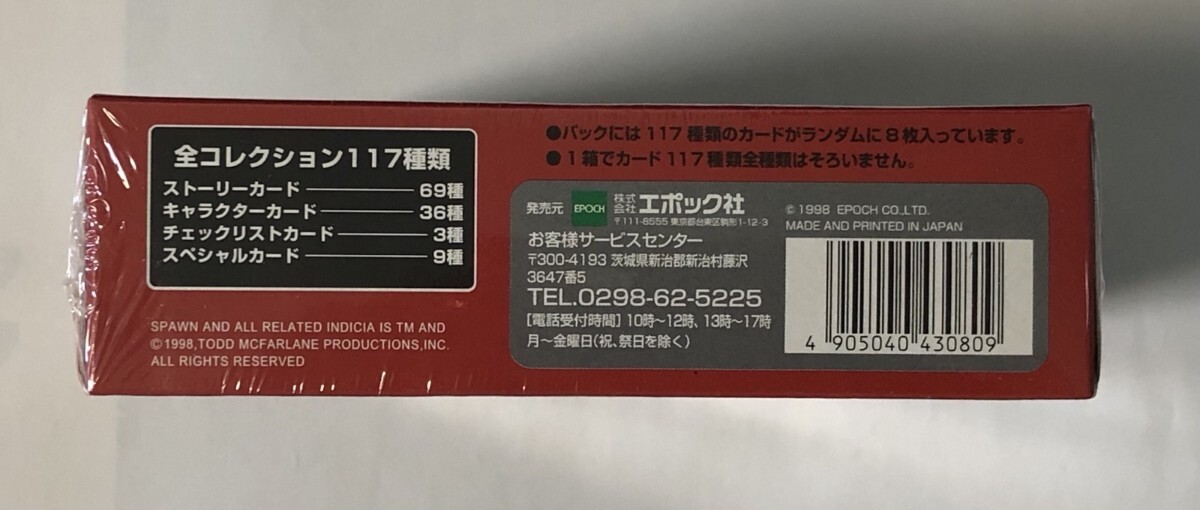 全コレクション117種類
ストーリーカード 69種
キャラクターカード 36種
チェックリストカード 3種
スペシャルカード 9種
SPAWN AND ALL RELATED INDICIA IS TM AND
©1998,TODD MCFARLANE PRODUCTIONS,INC.
ALL RIGHTS RESERVED
●パックには117種類のカードがランダムに8枚入っています。
●1箱でカード117種類全種類はそろいません。
発売元 EPOCH 株式会社エポック社
〒111-8555 東京都台東区駒形1-12-3
お客様サービスセンター
〒300-4193 茨城県新治郡新治村藤沢
3647番5
TEL.0298-62-5225
[電話受付時間] 10時〜12時、13時〜17時
月〜金曜日(祝、祭日を除く)
© 1998 EPOCH CO.,LTD.
MADE AND PRINTED IN JAPAN
4 905040 430809